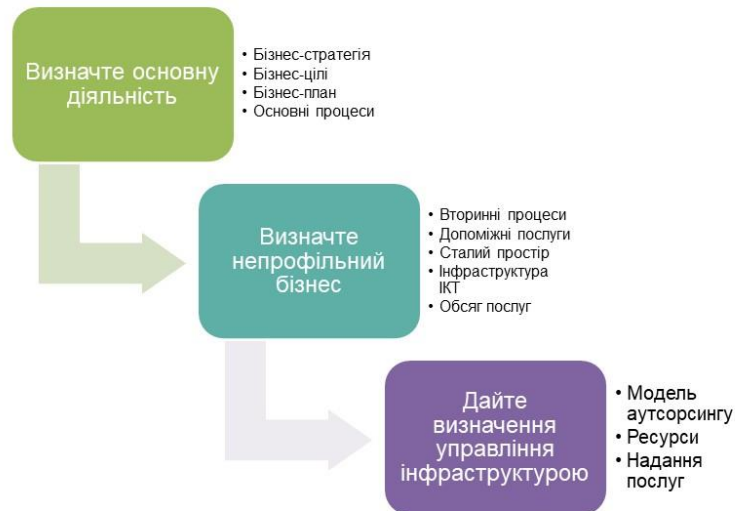 Визначте основну
діяльність
• Бізнес-стратегія
• Бізнес-цілі
• Бізнес-план
• Основні процеси
Визначте
непрофільний
бізнес
• Вторинні процеси
• Допоміжні послуги
• Сталий простір
• Інфраструктура
ІКТ
• Обсяг послуг
Дайте
визначення
управління
інфраструктурою
• Модель
аутсорсингу
• Ресурси
• Надання
послуг